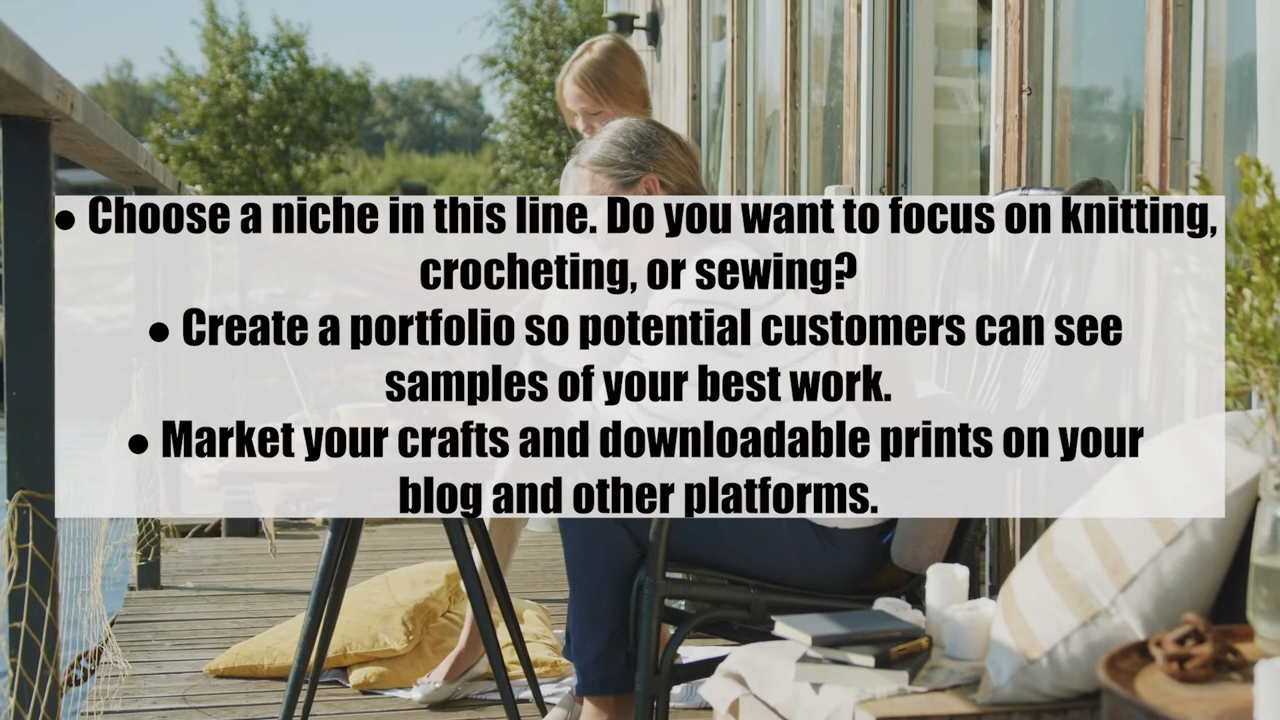 ● Choose a niche in this line. Do you want to focus on knitting,
crocheting, or sewing?
● Create a portfolio so potential customers can see
samples of your best work.
● Market your crafts and downloadable prints on your
blog and other platforms.